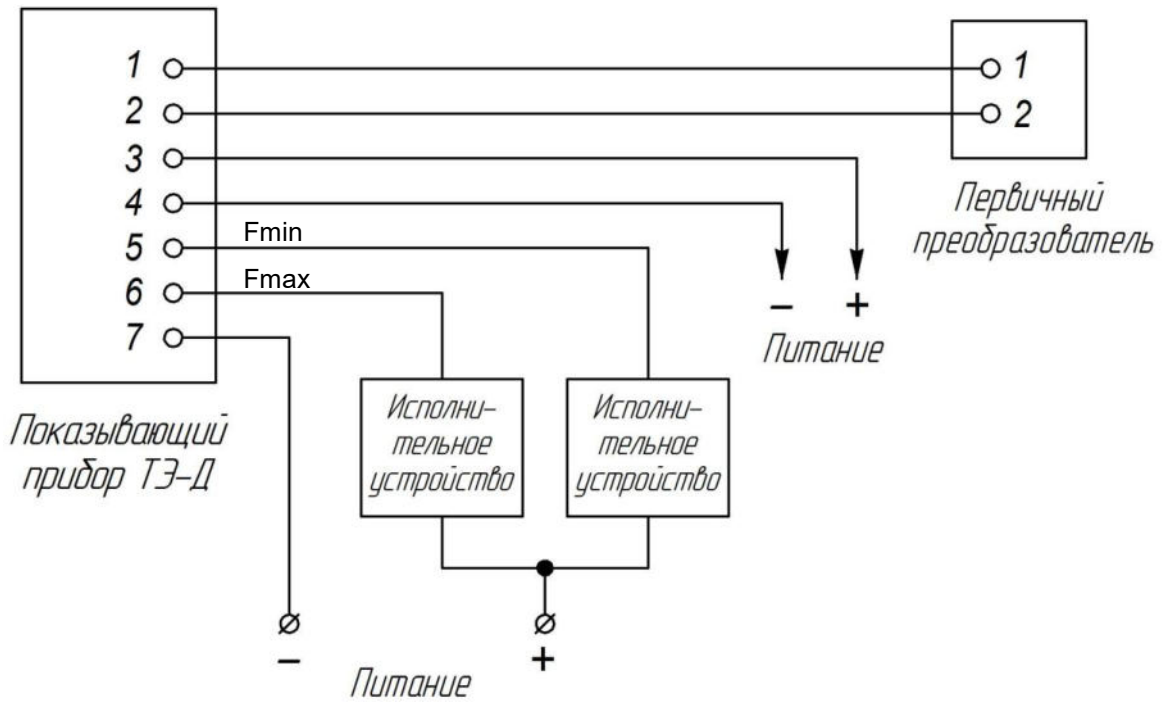 1
2
3
4
5
6
7
Fmin
Fmax
Показывающий
прибор ТЭ-Д
1
2
Первичный
преобразователь
- +
Питание
Исполни-
тельное
устройство
Исполни-
тельное
устройство
- +
Питание